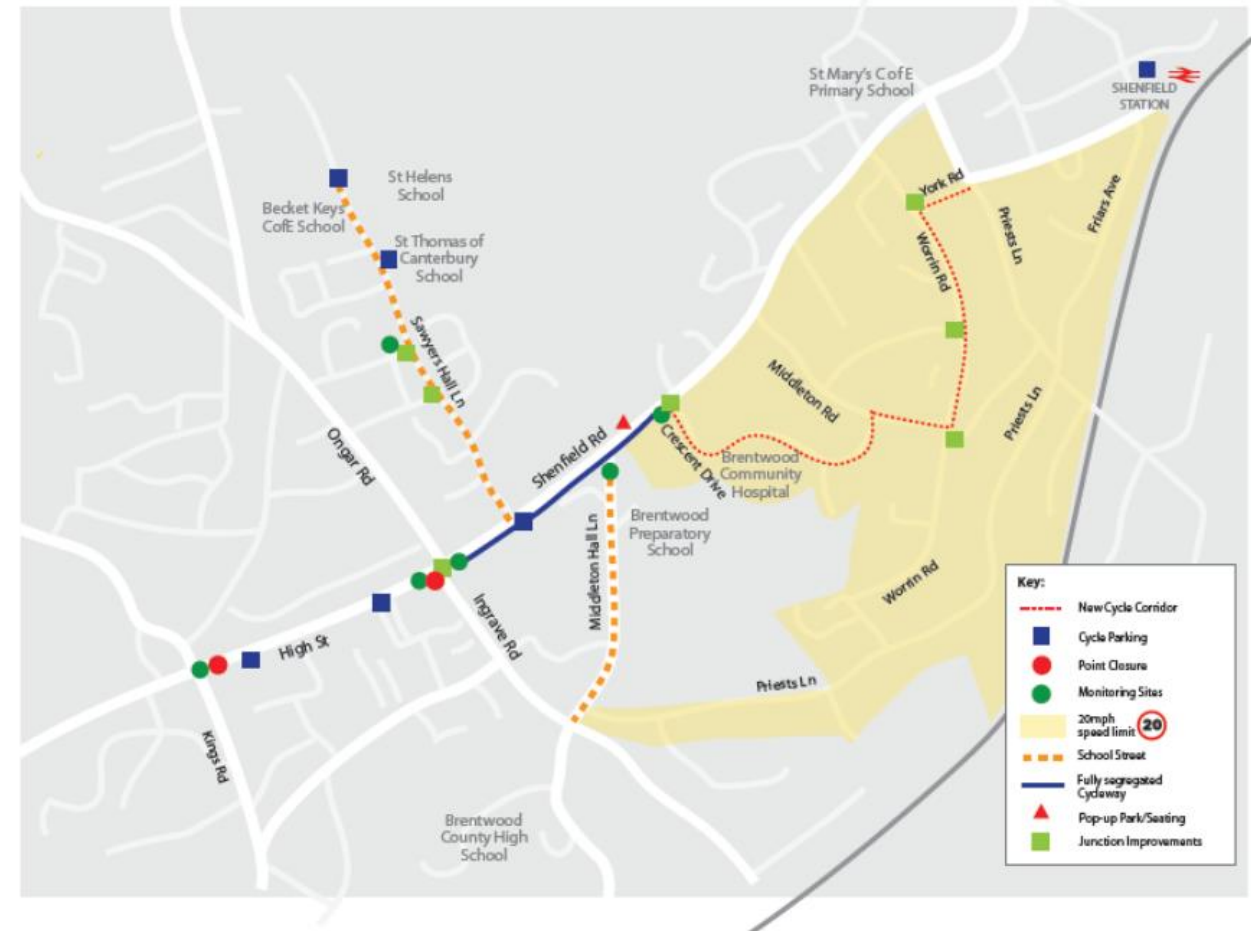 St Mary's C of E
Primary School
SHENFIELD
STATION
St Helens
School
Becket Keys
CofE School
St Thomas of
Canterbury
School
York Rd
Priests Ln
Friars Ave
Worrin Rd
Sawyers Hall Ln
Middleton Rd
Priests Ln
Ongar Rd
Shenfield Rd
Crescent Drive
Brentwood
Community
Hospital
Brentwood
Preparatory
School
Middleton Hall Ln
Worrin Rd
Ingrave Rd
High St
Priests Ln
Kings Rd
Brentwood
County High
School
Key:
New Cycle Corridor
Cycle Parking
Point Closure
Monitoring Sites
20mph
speed limit 20
School Street
Fully segregated
Cycleway
Pop-up Park/Seating
Junction Improvements